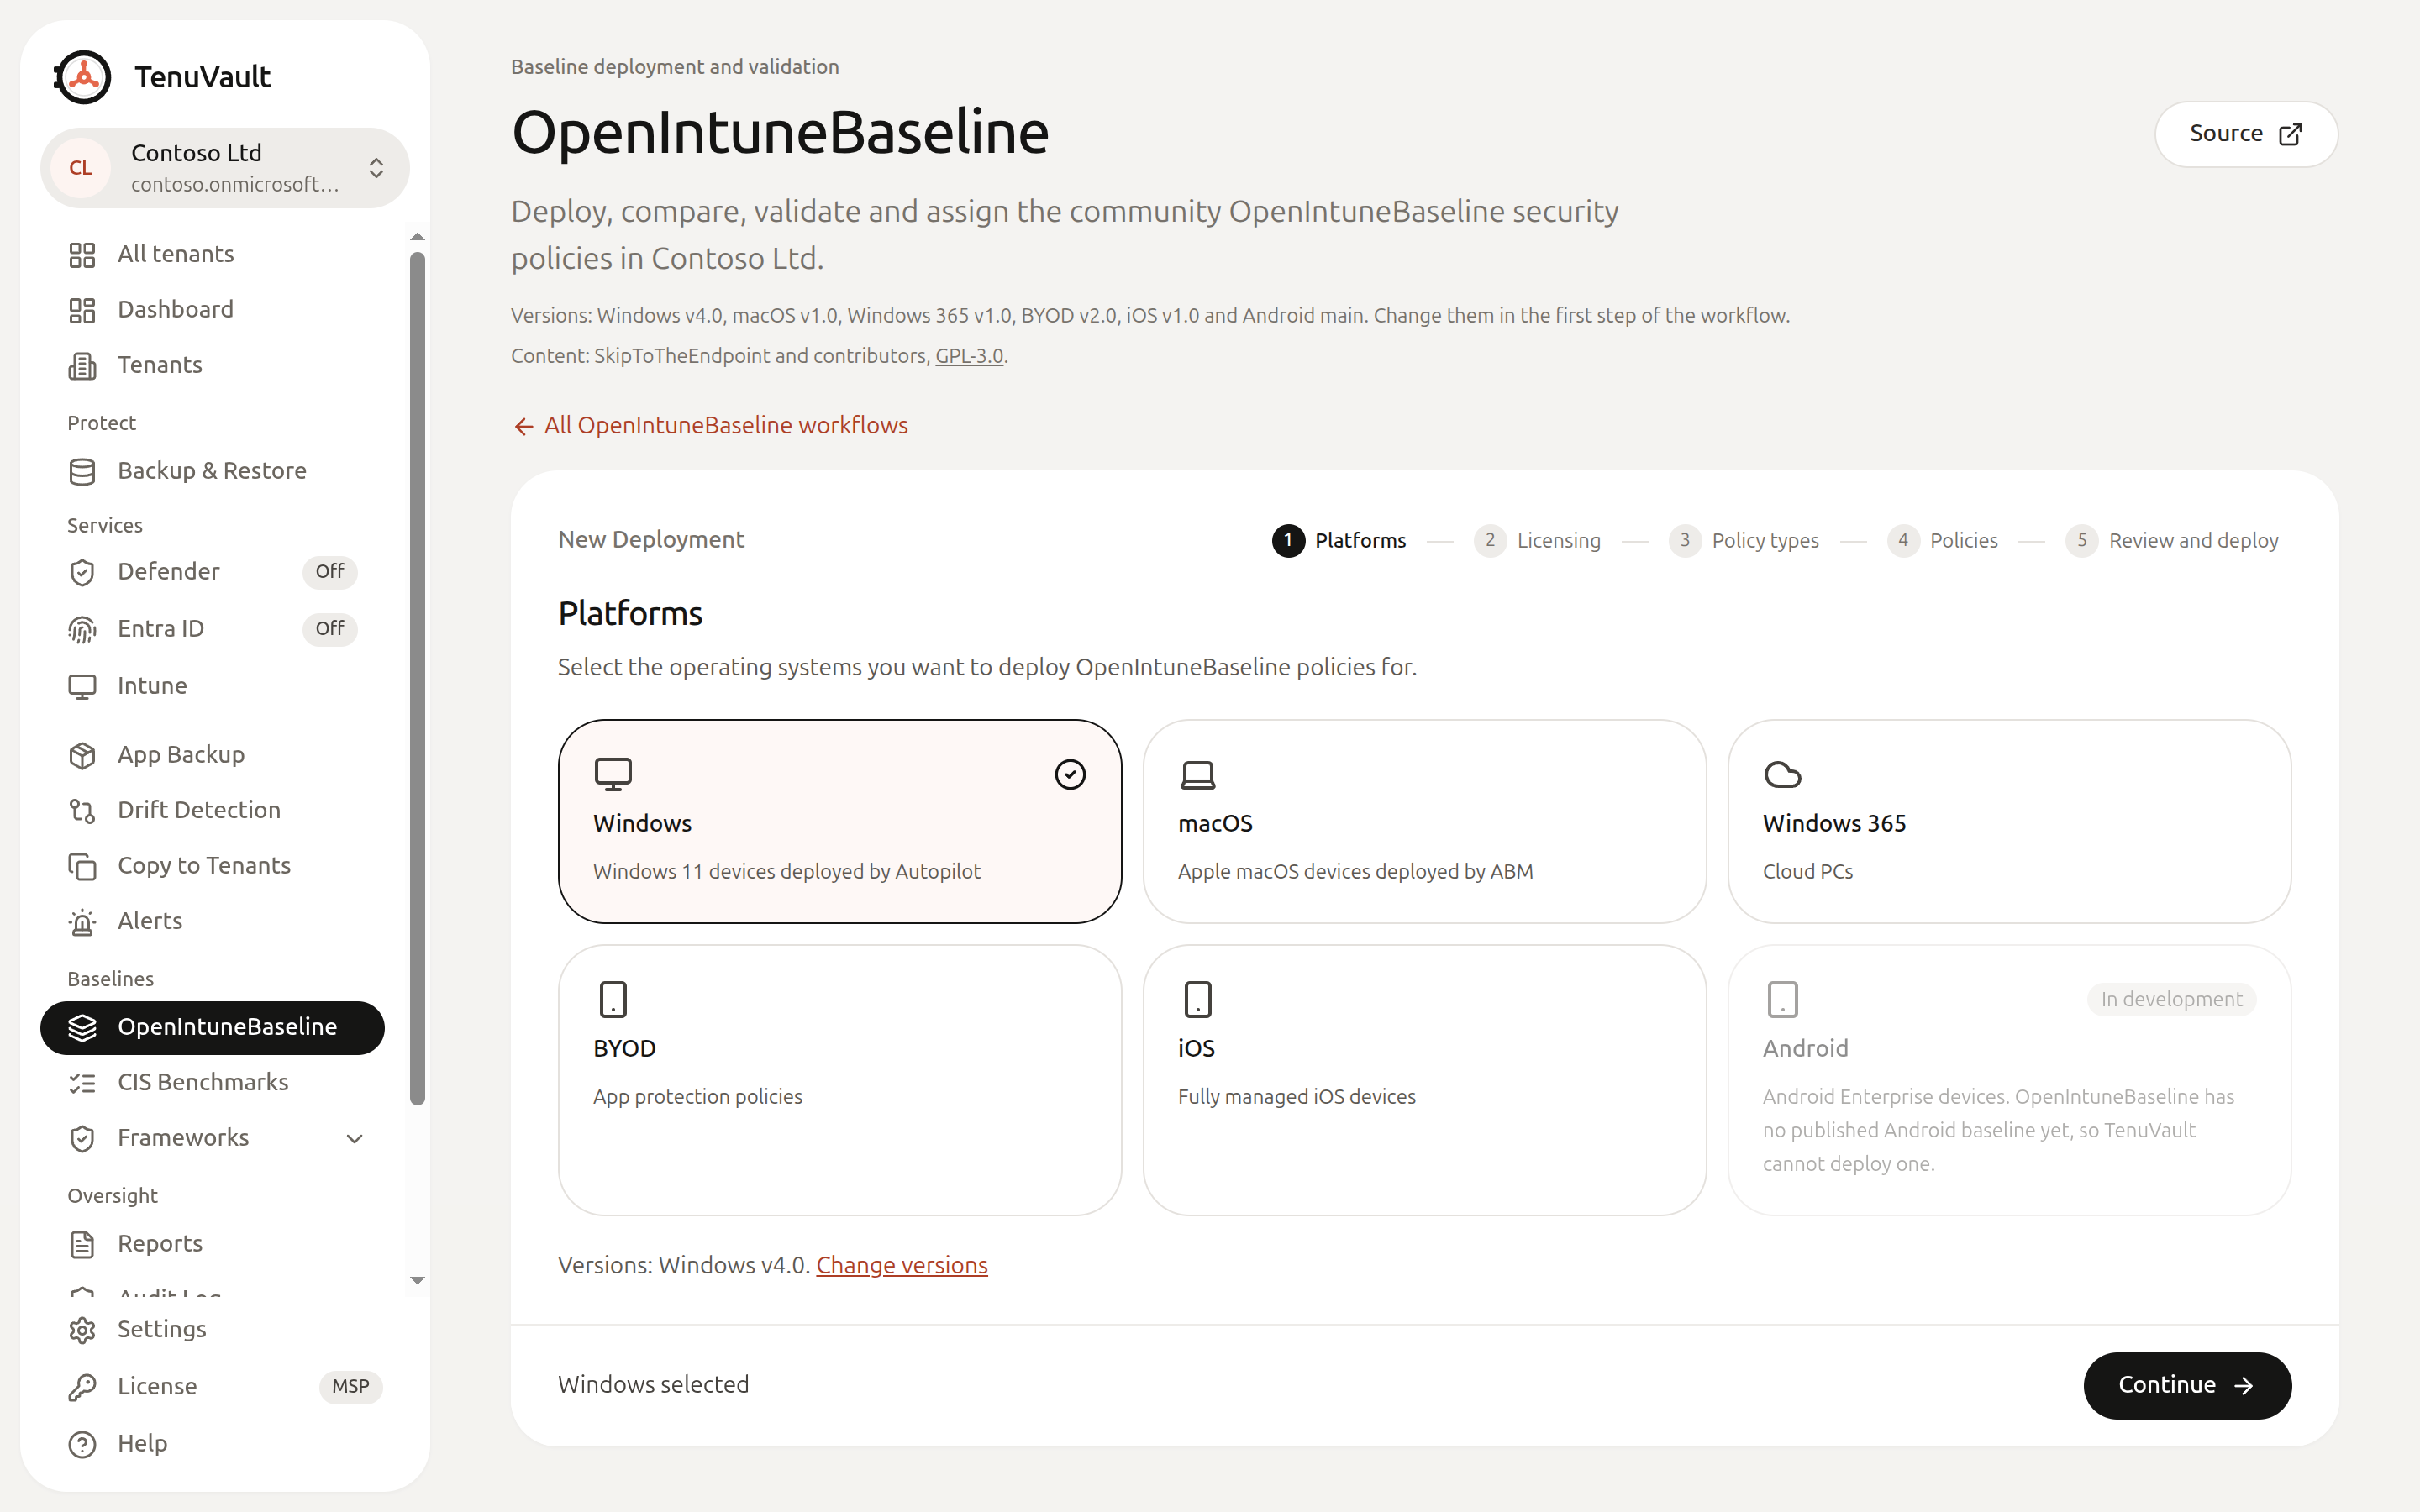 TenuVault
CL
Contoso Ltd
contoso.onmicrosoft...
All tenants
Dashboard
Tenants
Protect
Backup & Restore
Services
Defender
Off
Entra ID
Off
Intune
App Backup
Drift Detection
Copy to Tenants
Alerts
Baselines
OpenIntuneBaseline
CIS Benchmarks
Frameworks
Oversight
Reports
Audit Log
Settings
License
MSP
Help
Baseline deployment and validation
OpenIntuneBaseline
Source
Deploy, compare, validate and assign the community OpenIntuneBaseline security
policies in Contoso Ltd.
Versions: Windows v4.0, macOS v1.0, Windows 365 v1.0, BYOD v2.0, iOS v1.0 and Android main. Change them in the first step of the workflow.
Content: SkipToTheEndpoint and contributors, GPL-3.0.
All OpenIntuneBaseline workflows
New Deployment
1 Platforms
2 Licensing
3 Policy types
4 Policies
5 Review and deploy
Platforms
Select the operating systems you want to deploy OpenIntuneBaseline policies for.
Windows
Windows 11 devices deployed by Autopilot
macOS
Apple macOS devices deployed by ABM
Windows 365
Cloud PCs
BYOD
App protection policies
iOS
Fully managed iOS devices
In development
Android
Android Enterprise devices. OpenIntuneBaseline has
no published Android baseline yet, so TenuVault
cannot deploy one.
Versions: Windows v4.0. Change versions
Windows selected
Continue